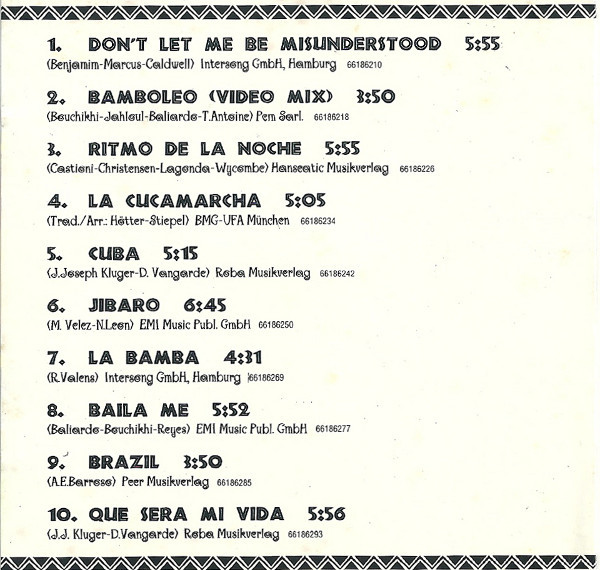 1. DON'T LET ME BE MISUNDERSTOOD 5:55
(Benjamim-Marcus-Caldwell) Intersong GmbH, Hamburg 66186210
2. BAMBOLEO (VIDEO MIX) 3:50
(Bouchikhi-Jahloul-Baliardo-T.Antoine) Pem Sarl. 66186218
3. RITMO DE LA NOCHE 5:55
(Castioni-Christensen-Lagonda-Wycombe) Hanseatic Musikverlag 66186226
4. LA CUCAMARCHA 5:05
(Trad./Arr.: Hötter-Stiepel) BMG-UFA München 66186234
5. CUBA 5:15
(J.Joseph Kluger-D. Vangarde) Roba Musikverlag 66186242
6. JIBARO 6:45
(M. Velez-N.Leon) EMI Music Publ. GmbH 66186250
7. LA BAMBA 4:31
(R.Valens) Intersong GmbH, Hamburg 66186269
8. BAILA ME 5:52
(Baliardo-Bouchikhi-Reyes) EMI Music Publ. GmbH 66186277
9. BRAZIL 3:50
(A.E.Barroso) Peer Musikverlag 66186285
10. QUE SERA MI VIDA 5:56
(J.J. Kluger-D.Vangarde) Roba Musikverlag 66186293